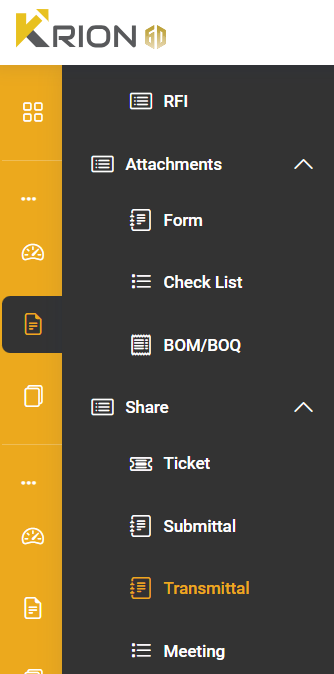 KRION 6D
RFI
Attachments
Form
Check List
BOM/BOQ
Share
Ticket
Submittal
Transmittal
Meeting